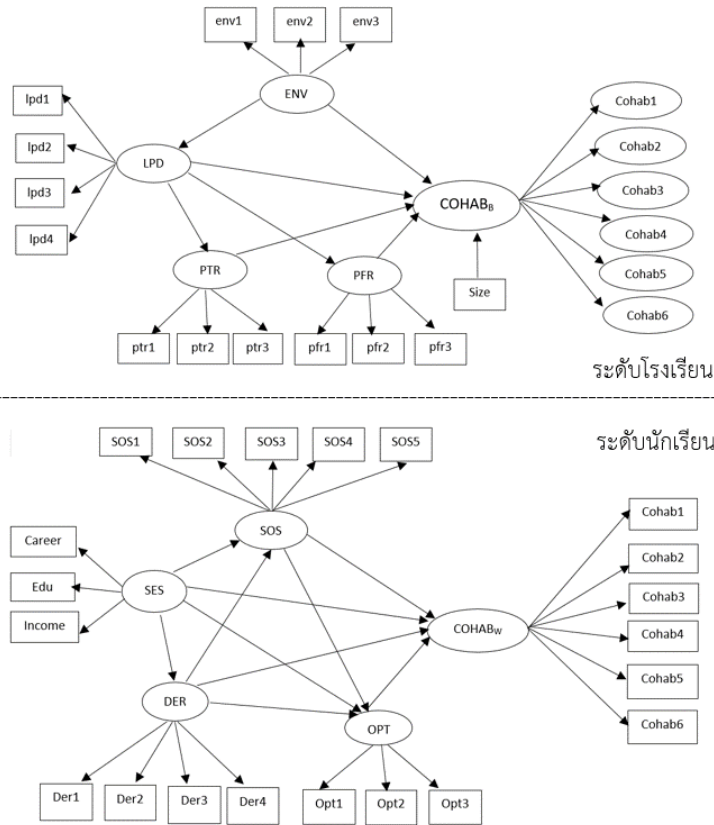 env1
env2
env3
ENV
lpd1
lpd2
lpd3
lpd4
LPD
Cohab1
Cohab2
Cohab3
Cohab4
Cohab5
Cohab6
COHABB
PTR
PFR
Size
ptr1
ptr2
ptr3
pfr1
pfr2
pfr3
ระดับโรงเรียน
ระดับนักเรียน
SOS1
SOS2
SOS3
SOS4
SOS5
SOS
Career
Edu
Income
SES
Cohab1
Cohab2
Cohab3
Cohab4
Cohab5
Cohab6
COHABW
DER
OPT
Der1
Der2
Der3
Der4
Opt1
Opt2
Opt3